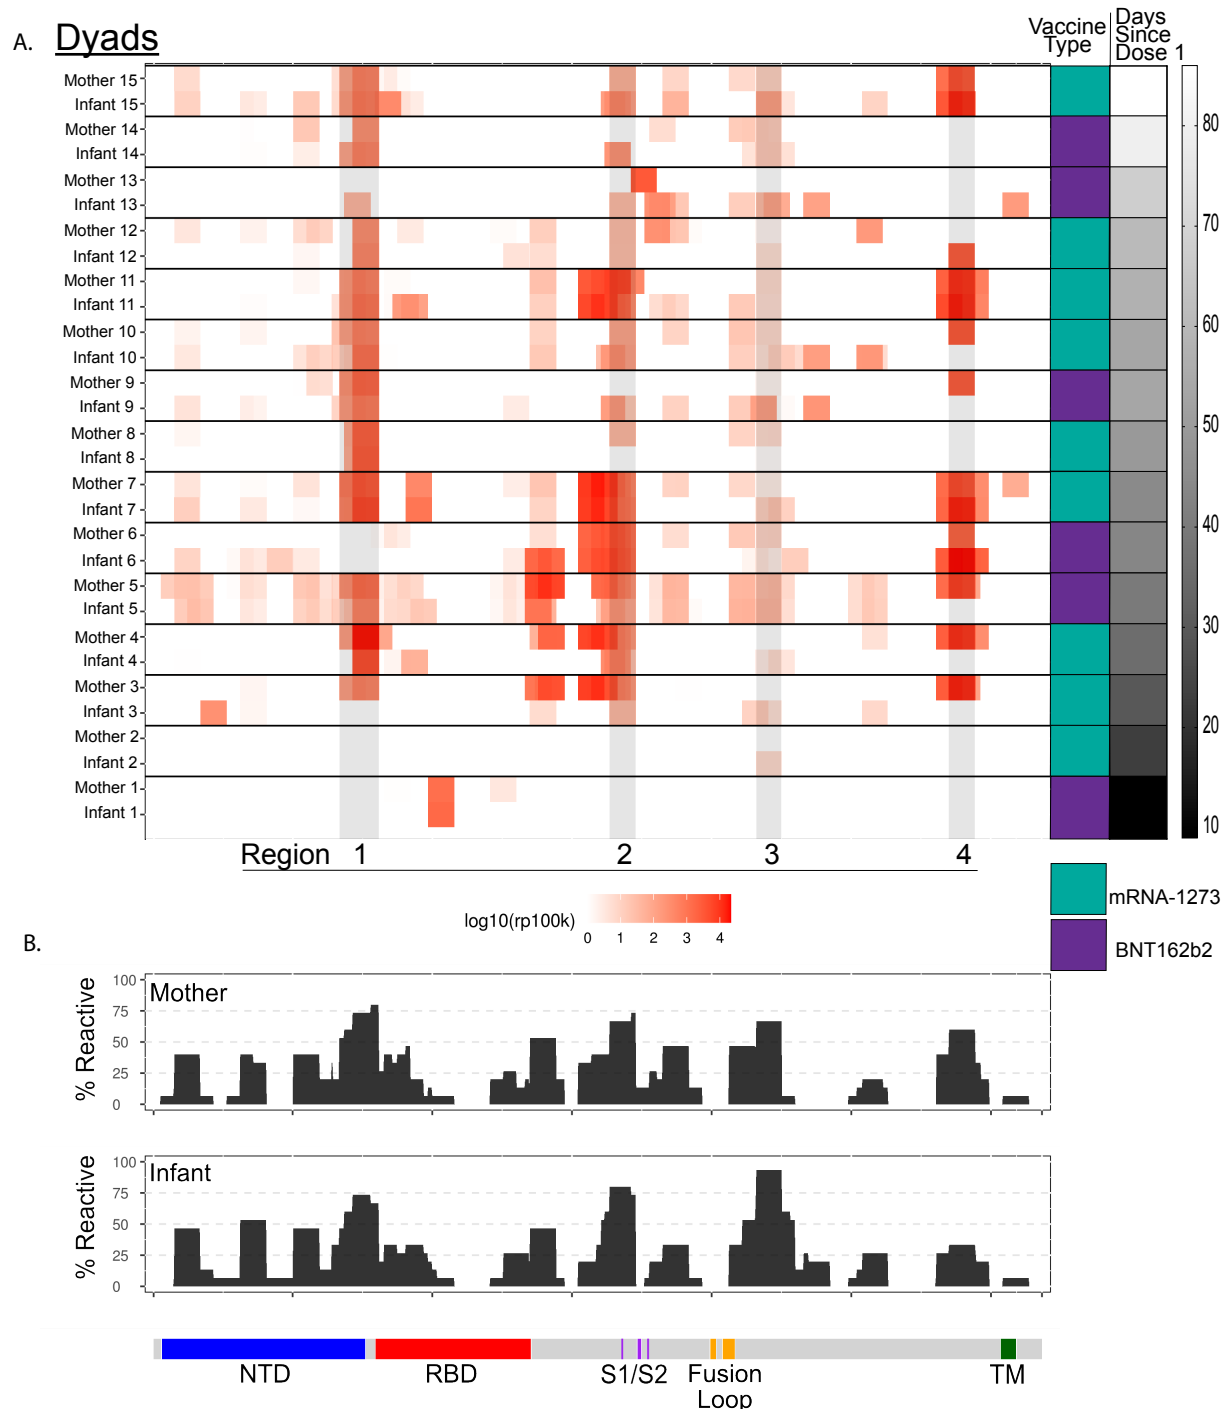 A. Dyads
Vaccine Type
Days Since Dose 1
Mother 15
Infant 15
Mother 14
Infant 14
Mother 13
Infant 13
Mother 12
Infant 12
Mother 11
Infant 11
Mother 10
Infant 10
Mother 9
Infant 9
Mother 8
Infant 8
Mother 7
Infant 7
Mother 6
Infant 6
Mother 5
Infant 5
Mother 4
Infant 4
Mother 3
Infant 3
Mother 2
Infant 2
Mother 1
Infant 1
80
70
60
50
40
30
20
10
Region 1 2 3 4
log10(rp100k)
0 1 2 3 4
mRNA-1273
BNT162b2
B.
Mother
% Reactive
100
75
50
25
0
Infant
% Reactive
100
75
50
25
0
NTD RBD S1/S2 Fusion Loop TM